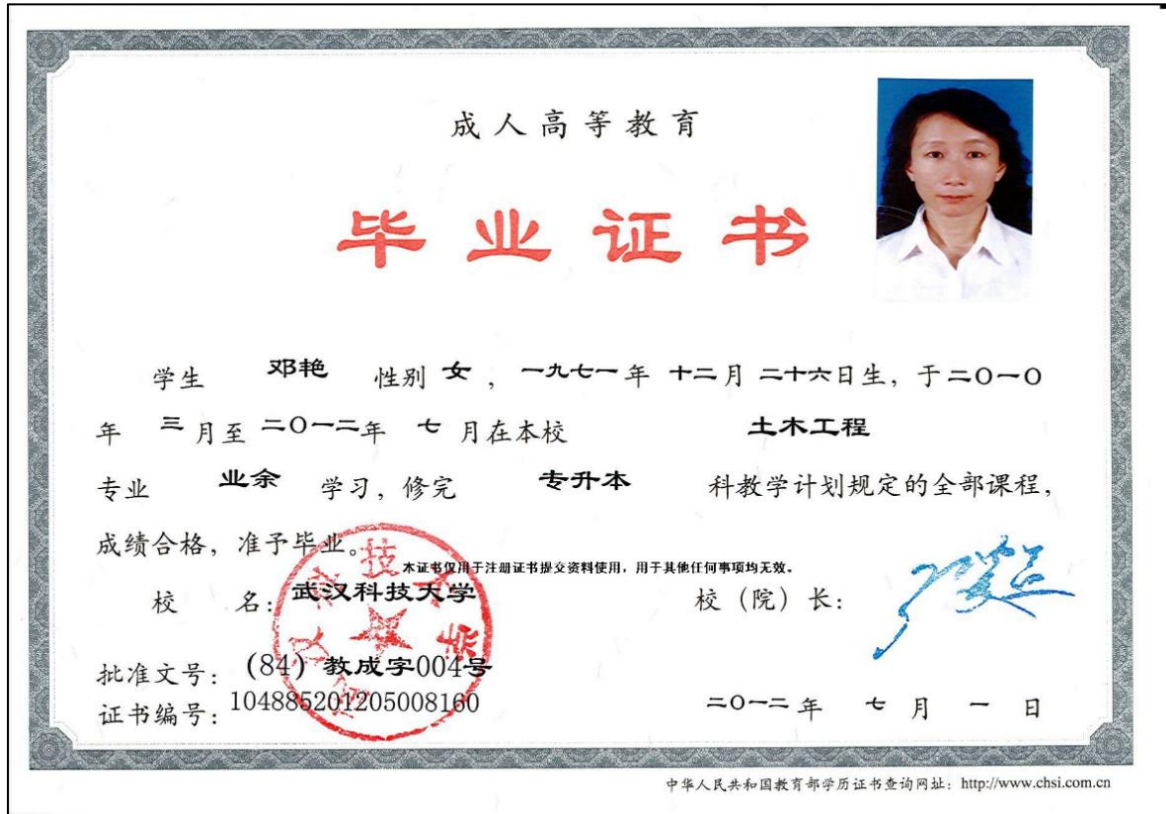 成人高等教育
毕业证书
学生 邓艳 性别 女 ，一九七一年 十二月 二十六日生，于二〇一〇
年 三 月至 二〇一二年 七 月在本校 土木工程
专业 业余 学习，修完 专升本 科教学计划规定的全部课程，
成绩合格，准予毕业。
本证书仅用于注册证书提交资料使用，用于其他任何事项均无效。
校 名：武汉科技大学 校（院）长：
批准文号：(84) 教成字004号
证书编号：104885201205008160 二〇一二年 七 月 一 日
武汉科技大学
中华人民共和国教育部学历证书查询网址：http://www.chsi.com.cn